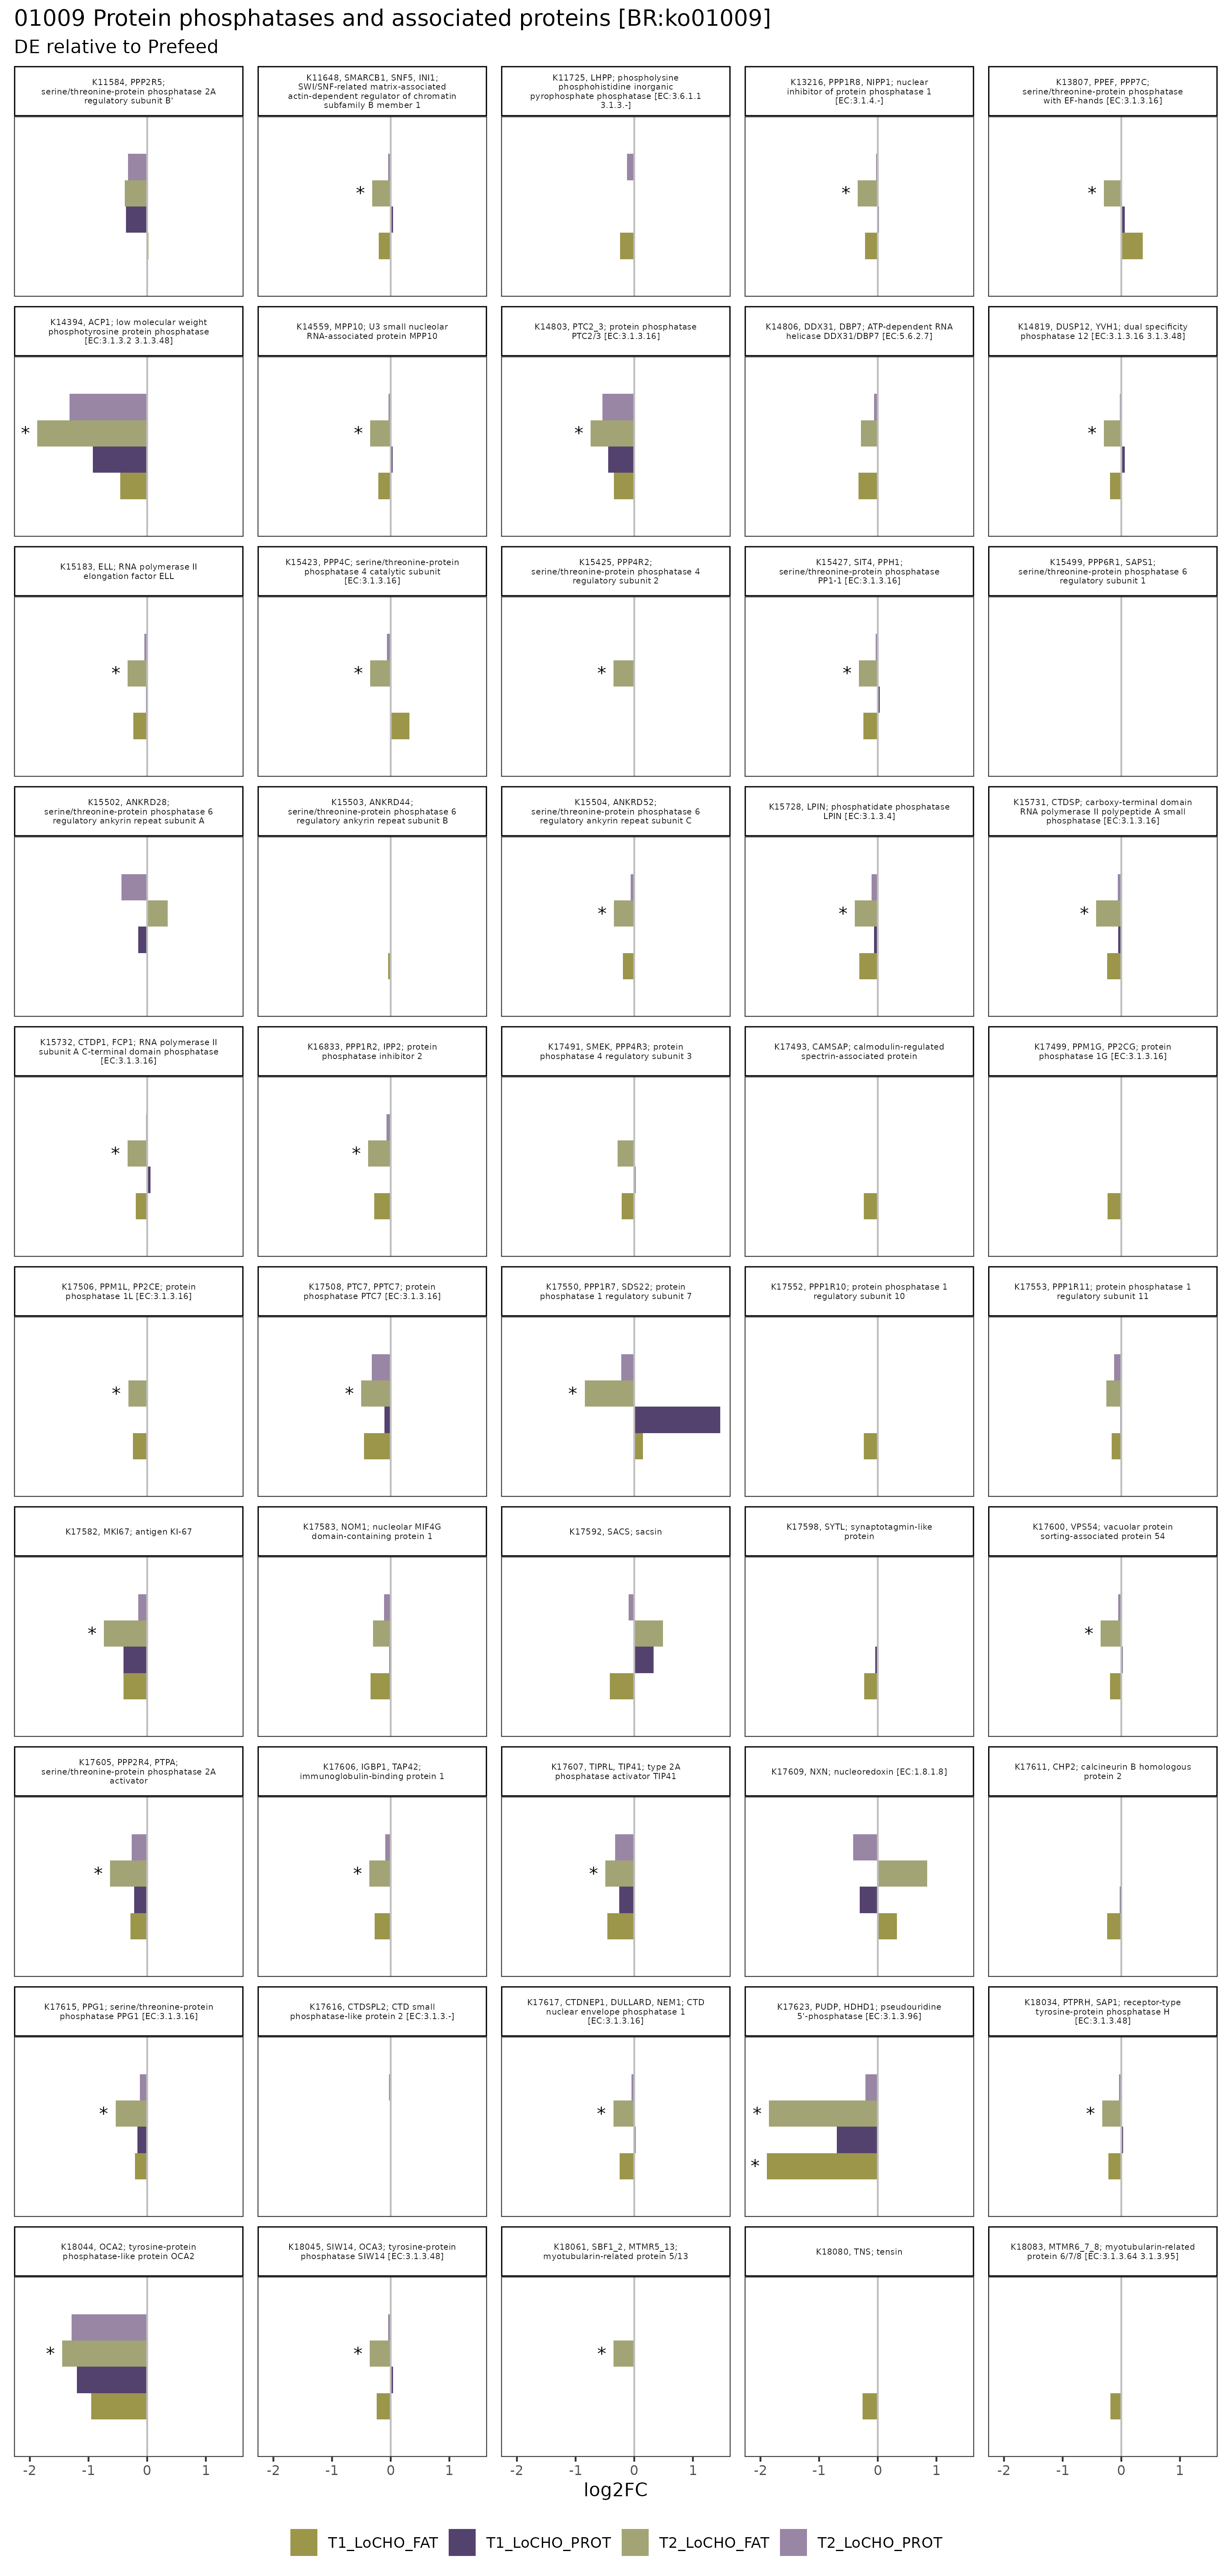 01009 Protein phosphatases and associated proteins [BR:ko01009]
DE relative to Prefeed
K11584, PPP2R5;
serine/threonine-protein phosphatase 2A
regulatory subunit B'
K11648, SMARCB1, SNF5, INI1;
SWI/SNF-related matrix-associated
actin-dependent regulator of chromatin
subfamily B member 1
K11725, LHPP; phospholysine
phosphohistidine inorganic
pyrophosphate phosphatase [EC:3.6.1.1
3.1.3.-]
K13216, PPP1R8, NIPP1; nuclear
inhibitor of protein phosphatase 1
[EC:3.1.4.-]
K13807, PPEF, PPP7C;
serine/threonine-protein phosphatase
with EF-hands [EC:3.1.3.16]
*
*
*
K14394, ACP1; low molecular weight
phosphotyrosine protein phosphatase
[EC:3.1.3.2 3.1.3.48]
K14559, MPP10; U3 small nucleolar
RNA-associated protein MPP10
K14803, PTC2_3; protein phosphatase
PTC2/3 [EC:3.1.3.16]
K14806, DDX31, DBP7; ATP-dependent RNA
helicase DDX31/DBP7 [EC:5.6.2.7]
K14819, DUSP12, YVH1; dual specificity
phosphatase 12 [EC:3.1.3.16 3.1.3.48]
*
*
*
*
K15183, ELL; RNA polymerase II
elongation factor ELL
K15423, PPP4C; serine/threonine-protein
phosphatase 4 catalytic subunit
[EC:3.1.3.16]
K15425, PPP4R2;
serine/threonine-protein phosphatase 4
regulatory subunit 2
K15427, SIT4, PPH1;
serine/threonine-protein phosphatase
PP1-1 [EC:3.1.3.16]
K15499, PPP6R1, SAPS1;
serine/threonine-protein phosphatase 6
regulatory subunit 1
*
*
*
*
K15502, ANKRD28;
serine/threonine-protein phosphatase 6
regulatory ankyrin repeat subunit A
K15503, ANKRD44;
serine/threonine-protein phosphatase 6
regulatory ankyrin repeat subunit B
K15504, ANKRD52;
serine/threonine-protein phosphatase 6
regulatory ankyrin repeat subunit C
K15728, LPIN; phosphatidate phosphatase
LPIN [EC:3.1.3.4]
K15731, CTDSP; carboxy-terminal domain
RNA polymerase II polypeptide A small
phosphatase [EC:3.1.3.16]
*
*
*
K15732, CTDP1, FCP1; RNA polymerase II
subunit A C-terminal domain phosphatase
[EC:3.1.3.16]
K16833, PPP1R2, IPP2; protein
phosphatase inhibitor 2
K17491, SMEK, PPP4R3; protein
phosphatase 4 regulatory subunit 3
K17493, CAMSAP; calmodulin-regulated
spectrin-associated protein
K17499, PPM1G, PP2CG; protein
phosphatase 1G [EC:3.1.3.16]
*
*
K17506, PPM1L, PP2CE; protein
phosphatase 1L [EC:3.1.3.16]
K17508, PTC7, PPTC7; protein
phosphatase PTC7 [EC:3.1.3.16]
K17550, PPP1R7, SDS22; protein
phosphatase 1 regulatory subunit 7
K17552, PPP1R10; protein phosphatase 1
regulatory subunit 10
K17553, PPP1R11; protein phosphatase 1
regulatory subunit 11
*
*
*
K17582, MKI67; antigen KI-67
K17583, NOM1; nucleolar MIF4G
domain-containing protein 1
K17592, SACS; sacsin
K17598, SYTL; synaptotagmin-like
protein
K17600, VPS54; vacuolar protein
sorting-associated protein 54
*
*
K17605, PPP2R4, PTPA;
serine/threonine-protein phosphatase 2A
activator
K17606, IGBP1, TAP42;
immunoglobulin-binding protein 1
K17607, TIPRL, TIP41; type 2A
phosphatase activator TIP41
K17609, NXN; nucleoredoxin [EC:1.8.1.8]
K17611, CHP2; calcineurin B homologous
protein 2
*
*
*
K17615, PPG1; serine/threonine-protein
phosphatase PPG1 [EC:3.1.3.16]
K17616, CTDSPL2; CTD small
phosphatase-like protein 2 [EC:3.1.3.-]
K17617, CTDNEP1, DULLARD, NEM1; CTD
nuclear envelope phosphatase 1
[EC:3.1.3.16]
K17623, PUDP, HDHD1; pseudouridine
5'-phosphatase [EC:3.1.3.96]
K18034, PTPRH, SAP1; receptor-type
tyrosine-protein phosphatase H
[EC:3.1.3.48]
*
*
*
*
*
K18044, OCA2; tyrosine-protein
phosphatase-like protein OCA2
K18045, SIW14, OCA3; tyrosine-protein
phosphatase SIW14 [EC:3.1.3.48]
K18061, SBF1_2, MTMR5_13;
myotubularin-related protein 5/13
K18080, TNS; tensin
K18083, MTMR6_7_8; myotubularin-related
protein 6/7/8 [EC:3.1.3.64 3.1.3.95]
*
*
*
-2 -1 0 1
-2 -1 0 1
-2 -1 0 1
-2 -1 0 1
-2 -1 0 1
log2FC
T1_LoCHO_FAT T1_LoCHO_PROT T2_LoCHO_FAT T2_LoCHO_PROT